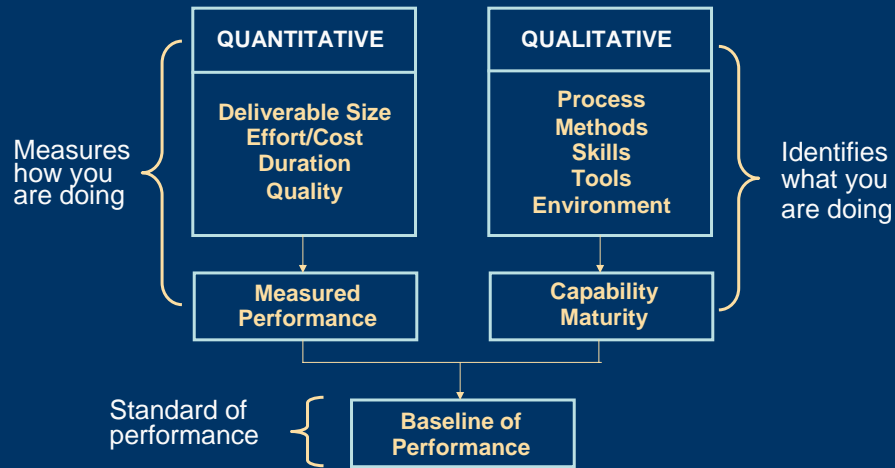 QUANTITATIVE
Deliverable Size
Effort/Cost
Duration
Quality
Measures
how you
are doing
Measured
Performance
QUALITATIVE
Process
Methods
Skills
Tools
Environment
Identifies
what you
are doing
Capability
Maturity
Standard of
performance
Baseline of
Performance